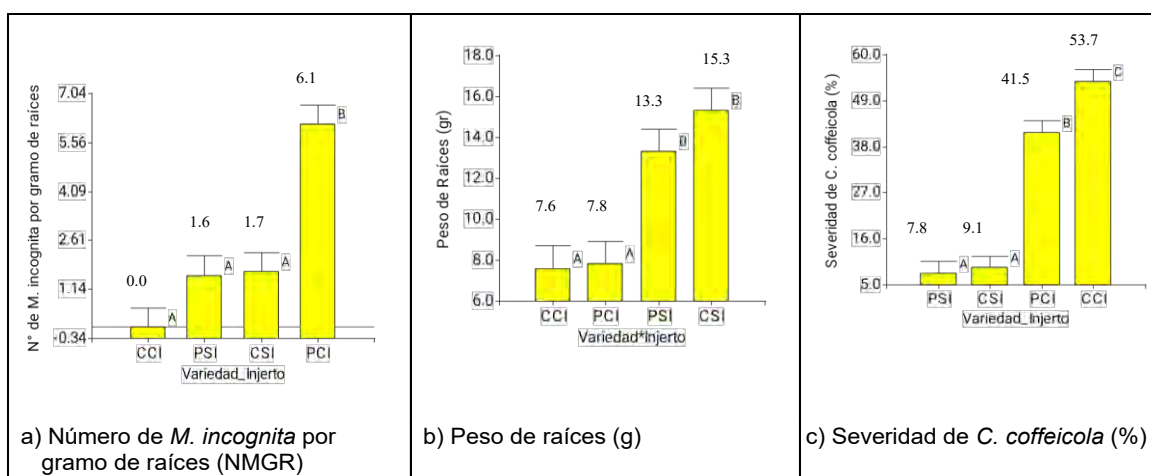 6.1
7.04
B
5.56
4.09
1.6
1.7
2.61
0.0
A
A
1.14
A
-0.34
CCI
PSI
CSI
PCI
Variedad_Injerto
N° de M. incognita por gramo de raíces
a) Número de M. incognita por
gramo de raíces (NMGR)
18.0
15.3
16.0
13.3
B
14.0
12.0
10.0
7.6
7.8
8.0
A
A
6.0
CCI
PCI
PSI
CSI
Variedad*Injerto
Peso de Raíces (gr)
b) Peso de raíces (g)
53.7
60.0
C
41.5
49.0
B
38.0
27.0
7.8
9.1
16.0
A
A
5.0
PSI
CSI
PCI
CCI
Variedad_Injerto
Severidad de C. coffeicola (%)
c) Severidad de C. coffeicola (%)